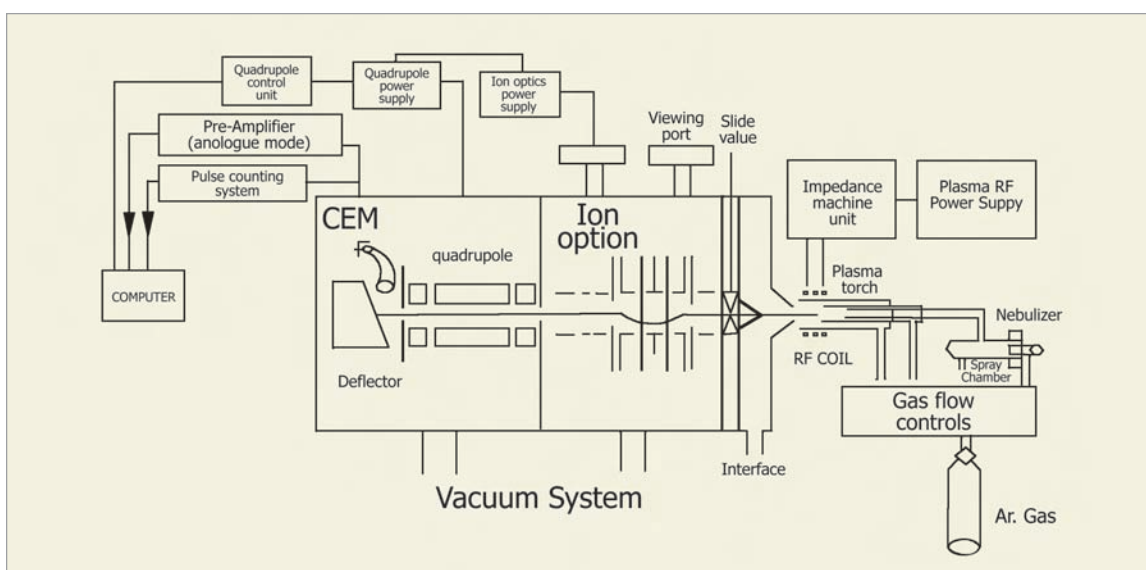 Quadrupole
control
unit
Quadrupole
power
supply
Ion optics
power
supply
Pre-Amplifier
(anologue mode)
Pulse counting
system
COMPUTER
Viewing
port
Slide
value
Impedance
machine
unit
Plasma RF
Power Suppy
CEM
Ion
option
quadrupole
Deflector
Plasma
torch
RF COIL
Nebulizer
Spray
Chamber
Gas flow
controls
Interface
Vacuum System
Ar. Gas